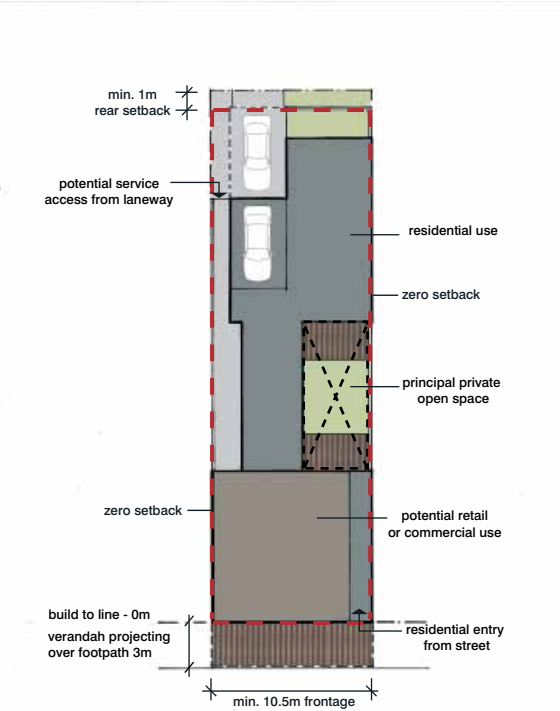 min. 1m
rear setback
potential service
access from laneway
residential use
zero setback
principal private
open space
zero setback
potential retail
or commercial use
build to line - 0m
verandah projecting
over footpath 3m
residential entry
from street
min. 10.5m frontage